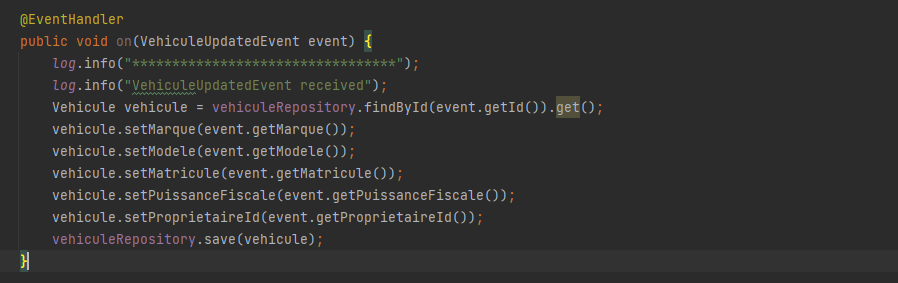 @EventHandler
public void on(VehiculeUpdatedEvent event) {
log.info("*********************************");
log.info("VehiculeUpdatedEvent received");
Vehicule vehicule = vehiculeRepository.findById(event.getId()).get();
vehicule.setMarque(event.getMarque());
vehicule.setModele(event.getModele());
vehicule.setMatricule(event.getMatricule());
vehicule.setPuissanceFiscale(event.getPuissanceFiscale());
vehicule.setProprietaireId(event.getProprietaireId());
vehiculeRepository.save(vehicule);
}